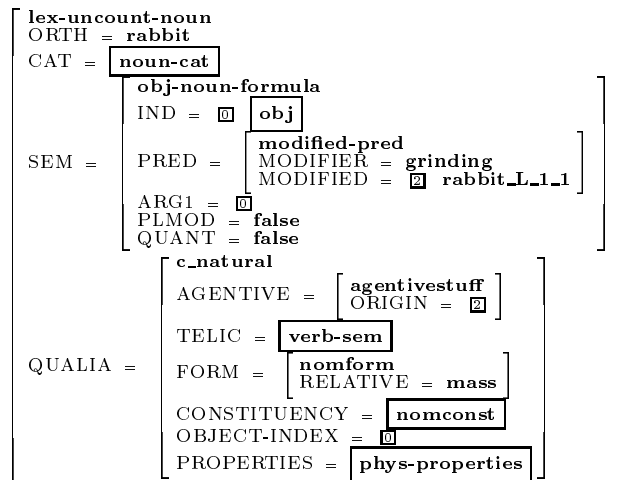 lex-uncount-noun
ORTH = rabbit
CAT = noun-cat
obj-noun-formula
IND = 0 obj
modified-pred
SEM = PRED = MODIFIER = grinding
MODIFIED = 2 rabbit_L_1_1
ARG1 = 0
PLMOD = false
QUANT = false
c_natural
AGENTIVE = agentivestuff
ORIGIN = 2
TELIC = verb-sem
QUALIA = FORM = nomform
RELATIVE = mass
CONSTITUENCY = nomconst
OBJECT-INDEX = 0
PROPERTIES = phys-properties